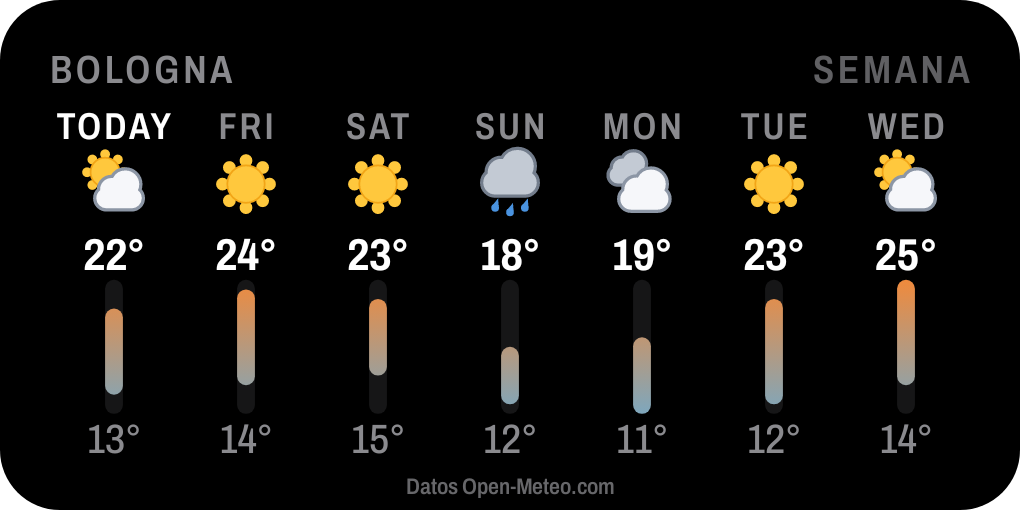 BOLOGNA SEMANA
TODAY FRI SAT SUN MON TUE WED
22° 24° 23° 18° 19° 23° 25°
13° 14° 15° 12° 11° 12° 14°
Datos Open-Meteo.com